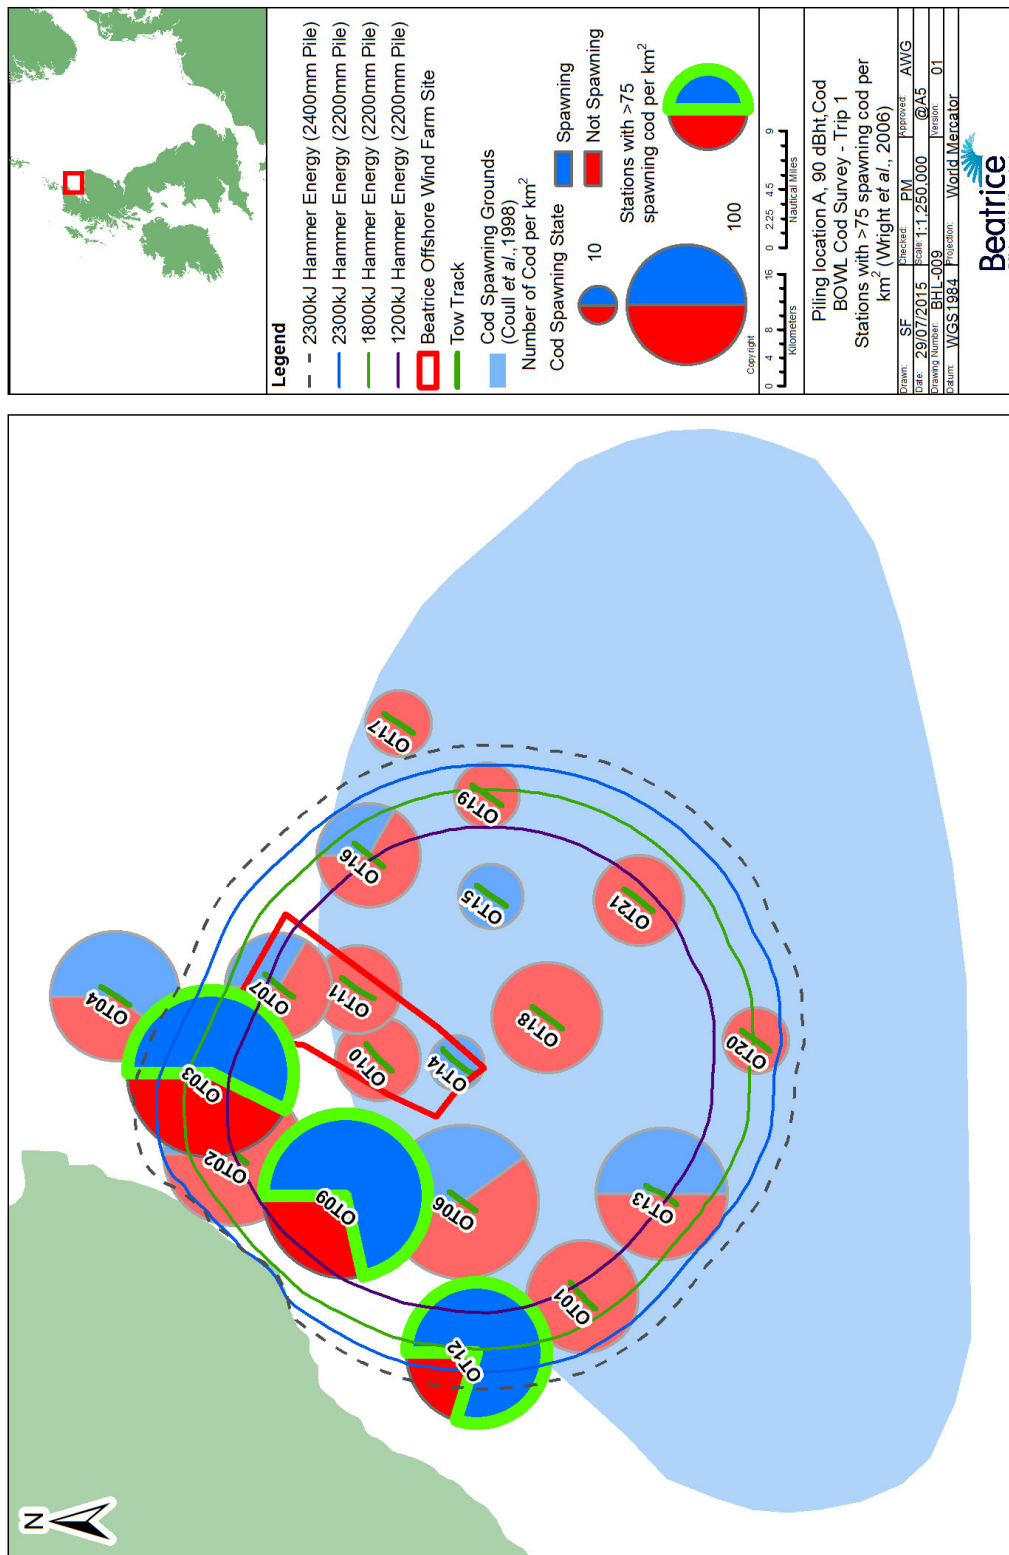 N
OT04
OT03
OT02
OT07
OT11
OT10
OT14
OT09
OT06
OT12
OT01
OT13
OT18
OT20
OT21
OT15
OT16
OT19
OT17
Legend
2300kJ Hammer Energy (2400mm Pile)
2300kJ Hammer Energy (2200mm Pile)
1800kJ Hammer Energy (2200mm Pile)
1200kJ Hammer Energy (2200mm Pile)
Beatrice Offshore Wind Farm Site
Tow Track
Cod Spawning Grounds
(Coull et al., 1998)
Number of Cod per km²
Cod Spawning State
10
Spawning
Not Spawning
100
Stations with >75
spawning cod per km²
Copyright
0 4 8 16
Kilometers
0 2.25 4.5 9
Nautical Miles
Piling location A, 90 dBht,Cod
BOWL Cod Survey - Trip 1
Stations with >75 spawning cod per
km² (Wright et al., 2006)
Drawn: SF Checked: PM Approved: AWG
Date: 29/07/2015 Scale: 1:1,250,000 @A5
Drawing Number: BHL-009 Version: 01
Datum: WGS1984 Projection: World Mercator
Beatrice